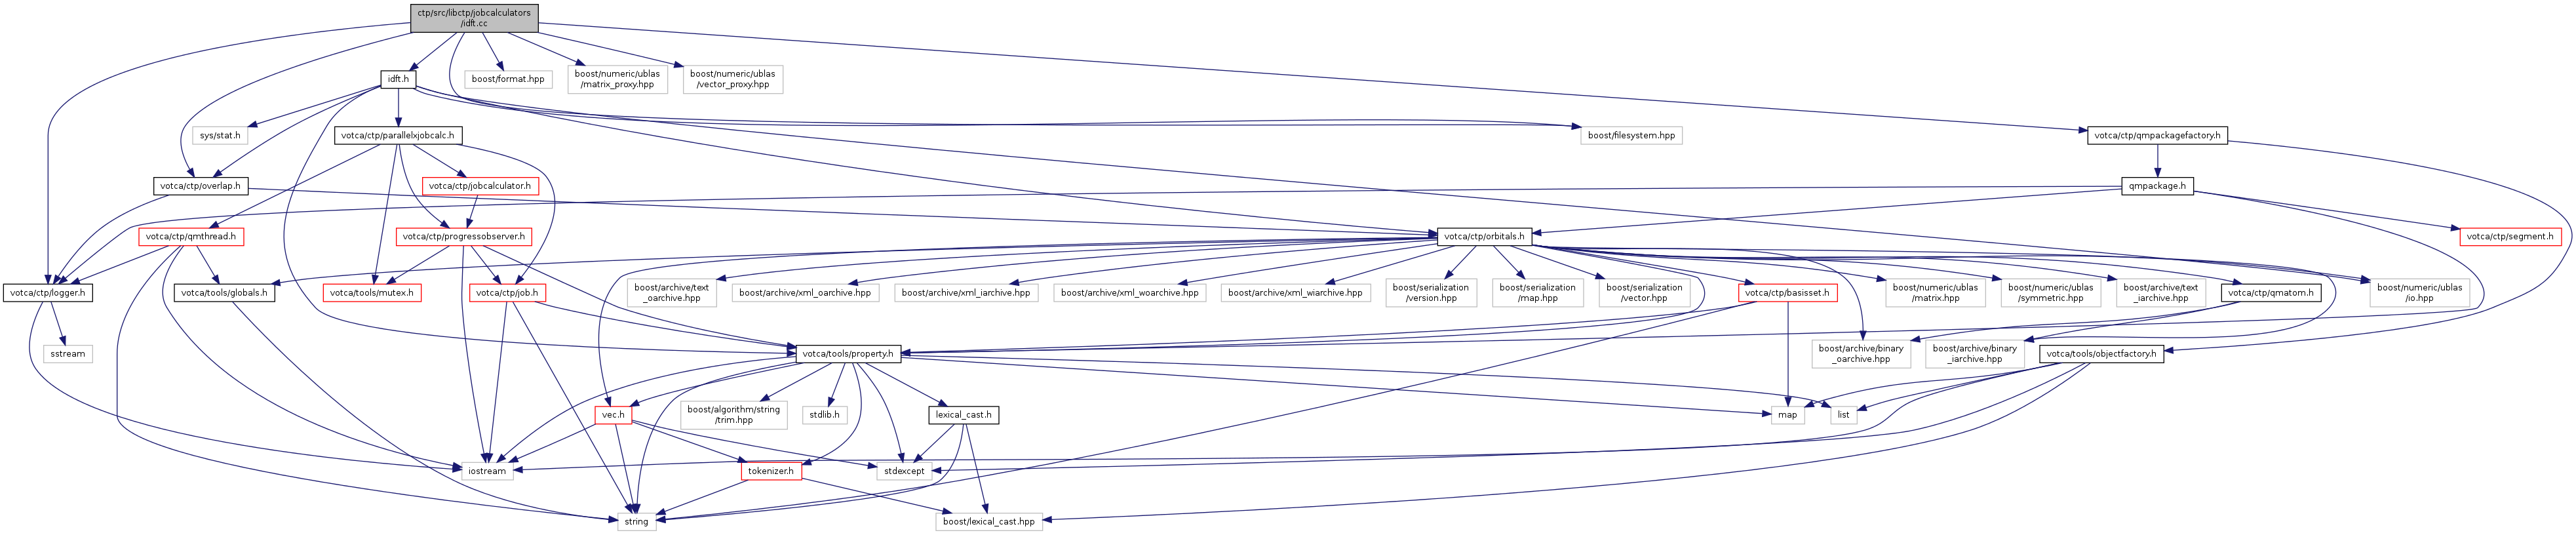 ctp/src/libctp/jobcalculators
/idft.cc
idft.h
boost/format.hpp
boost/numeric/ublas
/matrix_proxy.hpp
boost/numeric/ublas
/vector_proxy.hpp
sys/stat.h
votca/ctp/parallelxjobcalc.h
boost/filesystem.hpp
votca/ctp/qmpackagefactory.h
votca/ctp/overlap.h
votca/ctp/jobcalculator.h
qmpackage.h
votca/ctp/qmthread.h
votca/ctp/progressobserver.h
votca/ctp/orbitals.h
votca/ctp/segment.h
votca/ctp/logger.h
votca/tools/globals.h
votca/tools/mutex.h
votca/ctp/job.h
boost/archive/text
_oarchive.hpp
boost/archive/xml_oarchive.hpp
boost/archive/xml_iarchive.hpp
boost/archive/xml_woarchive.hpp
boost/archive/xml_wiarchive.hpp
boost/serialization
/version.hpp
boost/serialization
/map.hpp
boost/serialization
/vector.hpp
votca/ctp/basisset.h
boost/numeric/ublas
/matrix.hpp
boost/numeric/ublas
/symmetric.hpp
boost/archive/text
_iarchive.hpp
votca/ctp/qmatom.h
boost/numeric/ublas
/io.hpp
sstream
votca/tools/property.h
boost/archive/binary
_oarchive.hpp
boost/archive/binary
_iarchive.hpp
votca/tools/objectfactory.h
vec.h
boost/algorithm/string
/trim.hpp
stdlib.h
lexical_cast.h
map
list
iostream
tokenizer.h
stdexcept
string
boost/lexical_cast.hpp